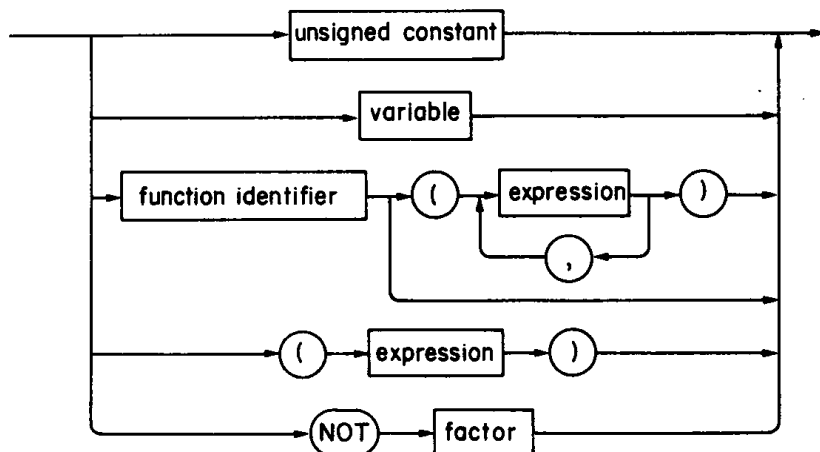 unsigned constant
variable
function identifier ( expression )
,
( expression )
NOT factor